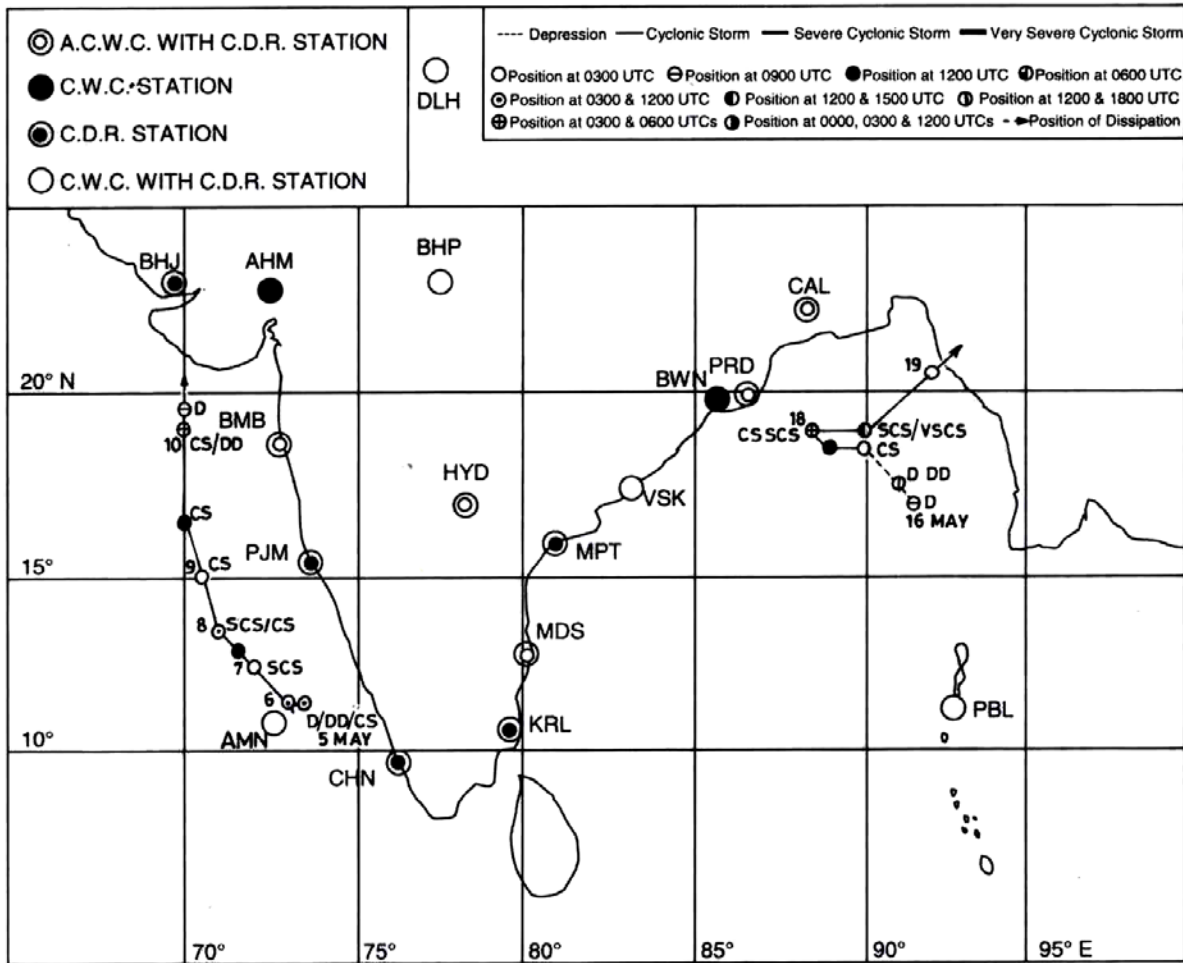 A.C.W.C. WITH C.D.R. STATION
C.W.C. STATION
C.D.R. STATION
C.W.C. WITH C.D.R. STATION
DLH
Depression Cyclonic Storm Severe Cyclonic Storm Very Severe Cyclonic Storm
Position at 0300 UTC Position at 0900 UTC Position at 1200 UTC Position at 0600 UTC
Position at 0300 & 1200 UTC Position at 1200 & 1500 UTC Position at 1200 & 1800 UTC
Position at 0300 & 0600 UTCs Position at 0000, 0300 & 1200 UTCs Position of Dissipation
BHJ
AHM
BHP
CAL
20° N
D
10 CS/DD
BMB
HYD
BWN
PRD
VSK
19
18
CS SCS
SCS/VSCS
CS
D DD
D
16 MAY
CS
PJM
MPT
15°
9 CS
8 SCS/CS
7 SCS
MDS
6
D/DD/CS
5 MAY
AMN
KRL
PBL
10°
CHN
70°
75°
80°
85°
90°
95° E